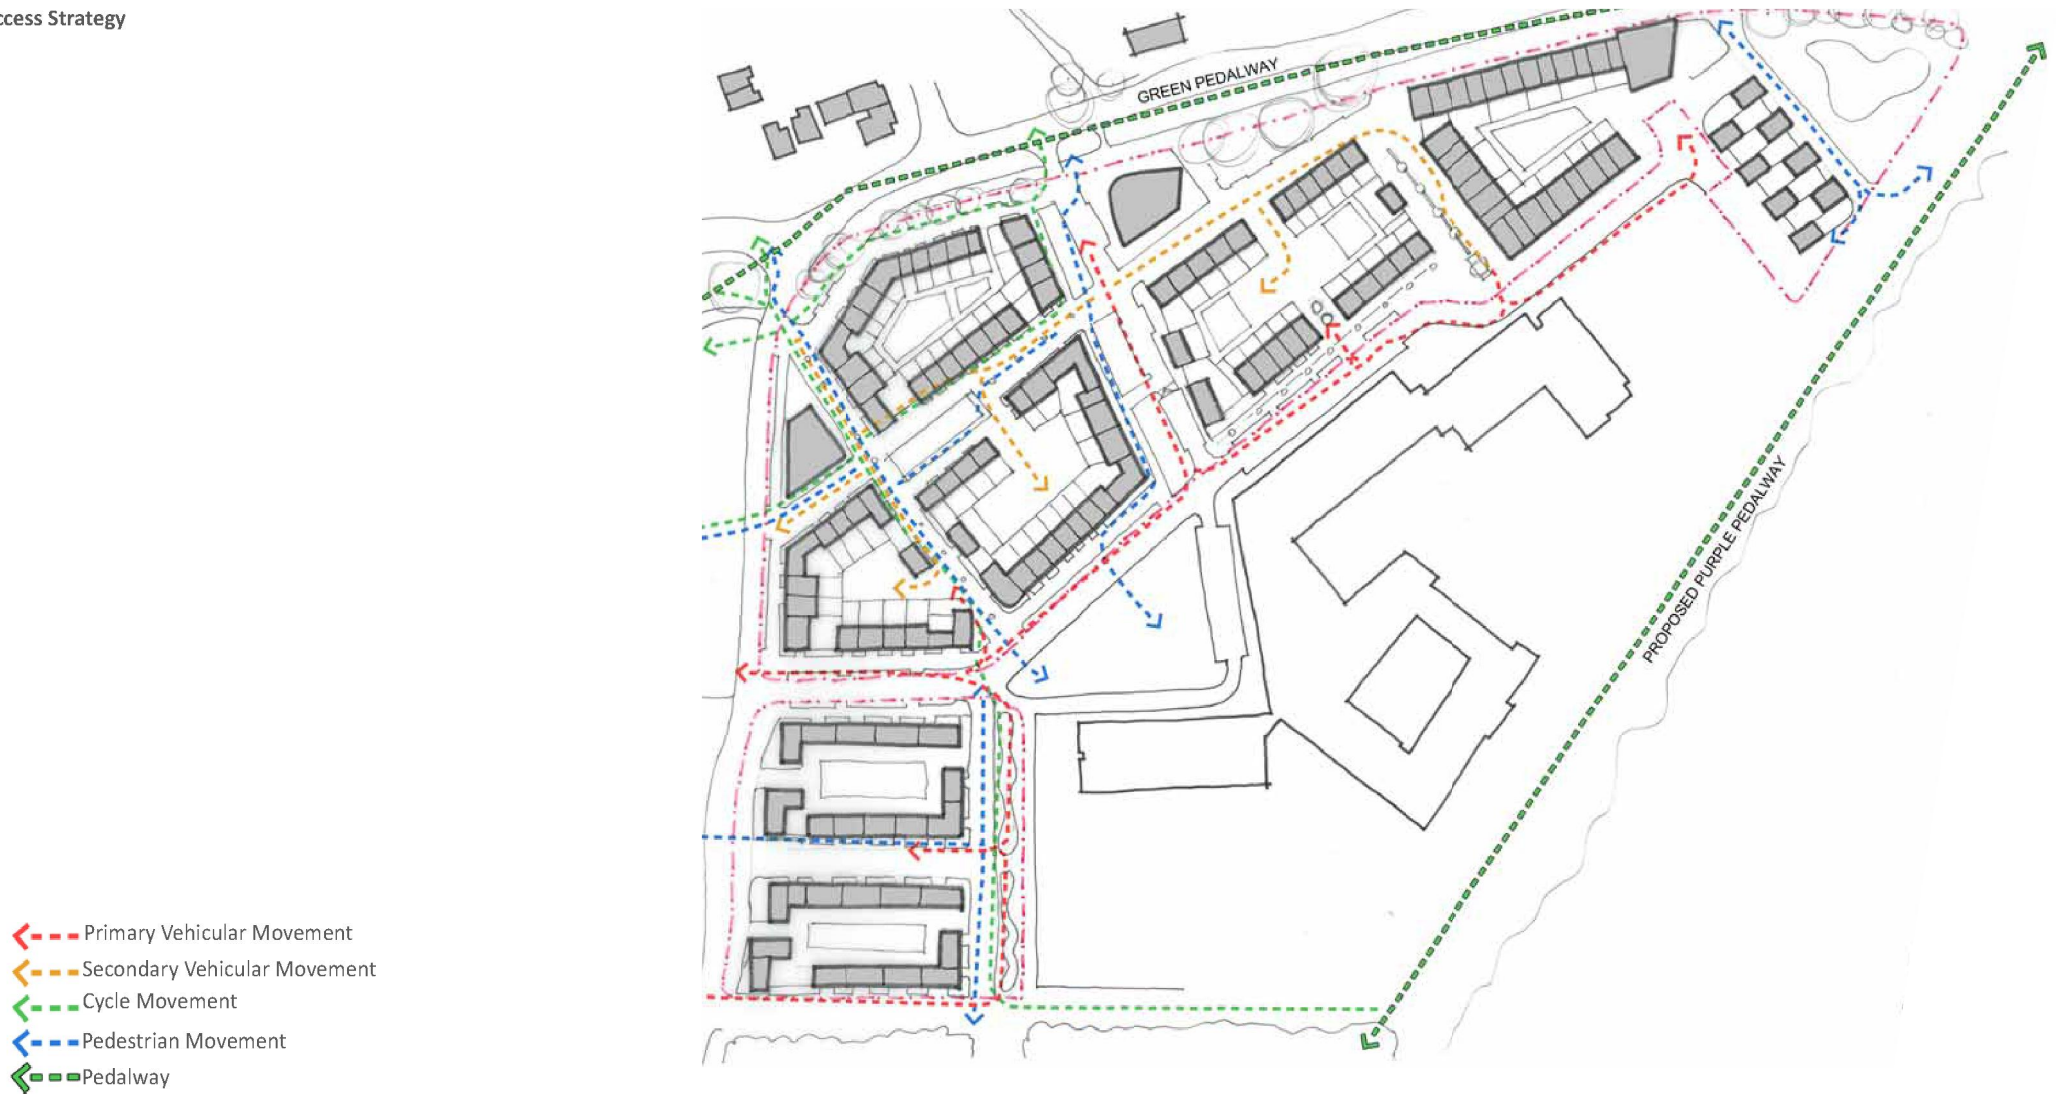 ccess Strategy
GREEN PEDALWAY
PROPOSED PURPLE PEDALWAY
Primary Vehicular Movement
Secondary Vehicular Movement
Cycle Movement
Pedestrian Movement
Pedalway